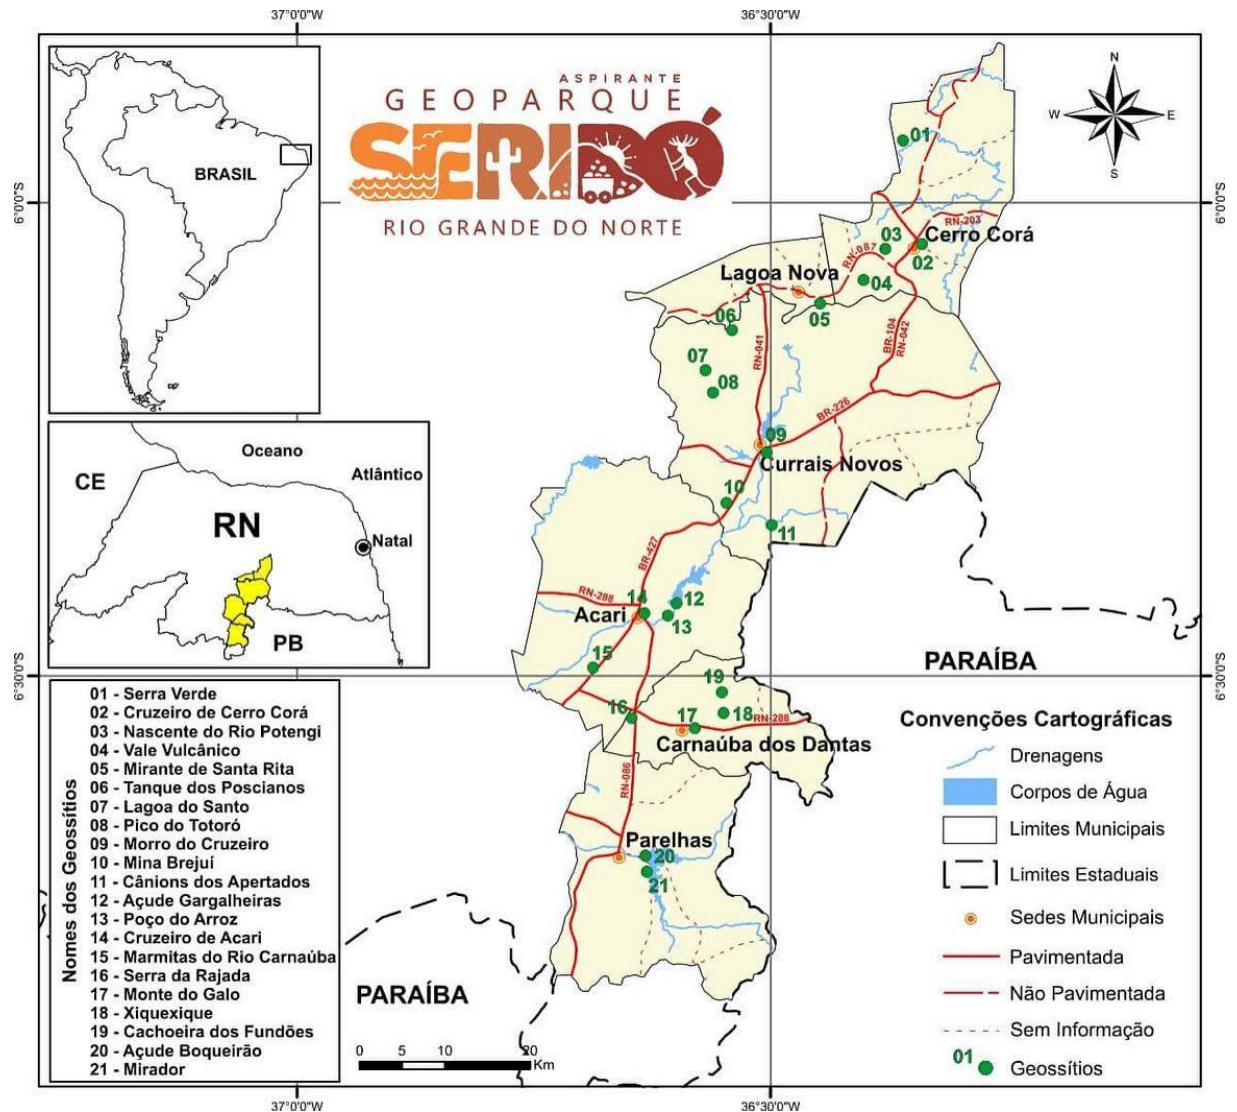 37°0'0"W
36°30'0"W
ASPIRANTE
GEOPARQUE
SERIDÓ
RIO GRANDE DO NORTE
BRASIL
N
W
E
S
6°0'0"S
6°0'0"S
01
RN-203
Cerro Corá
03
02
RN-087
Lagoa Nova
04
05
06
BR-104
RN-042
RN-041
07
08
BR-226
09
Currais Novos
10
11
BR-427
Oceano
Atlântico
CE
RN
Natal
PB
RN-288
14
12
Acari
13
15
PARAÍBA
6°30'0"S
6°30'0"S
19
16
17
18
RN-288
Carnaúba dos Dantas
RN-086
Parelhas
20
21
PARAÍBA
Nomes dos Geossítios
01 - Serra Verde
02 - Cruzeiro de Cerro Corá
03 - Nascente do Rio Potengi
04 - Vale Vulcânico
05 - Mirante de Santa Rita
06 - Tanque dos Poscianos
07 - Lagoa do Santo
08 - Pico do Totoró
09 - Morro do Cruzeiro
10 - Mina Brejuí
11 - Cânions dos Apertados
12 - Açude Gargalheiras
13 - Poço do Arroz
14 - Cruzeiro de Acari
15 - Marmitas do Rio Carnaúba
16 - Serra da Rajada
17 - Monte do Galo
18 - Xiquexique
19 - Cachoeira dos Fundões
20 - Açude Boqueirão
21 - Mirador
Convenções Cartográficas
Drenagens
Corpos de Água
Limites Municipais
Limites Estaduais
Sedes Municipais
Pavimentada
Não Pavimentada
Sem Informação
01
Geossítios
0 5 10 20
Km
37°0'0"W
36°30'0"W